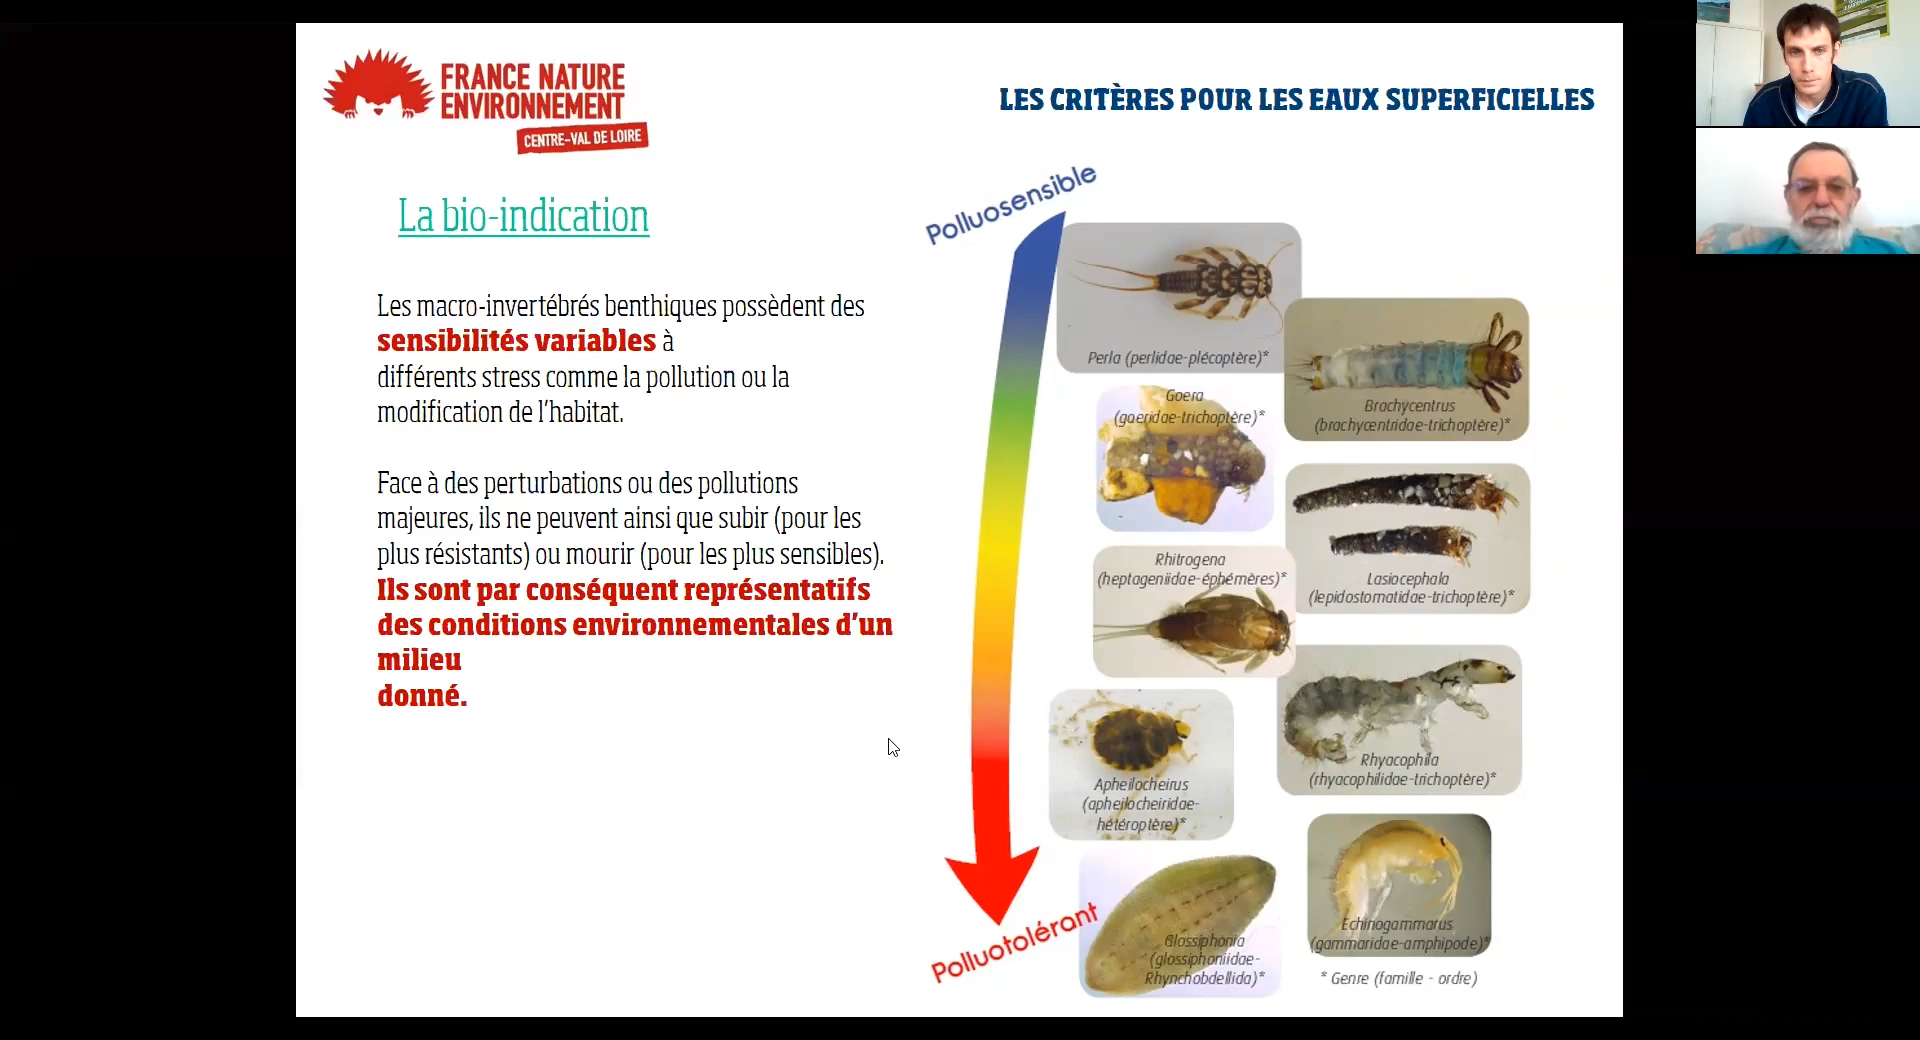 FRANCE NATURE
ENVIRONNEMENT
CENTRE-VAL DE LOIRE
LES CRITÈRES POUR LES EAUX SUPERFICIELLES
La bio-indication
Les macro-invertébrés benthiques possèdent des
sensibilités variables à
différents stress comme la pollution ou la
modification de l'habitat.
Face à des perturbations ou des pollutions
majeures, ils ne peuvent ainsi que subir (pour les
plus résistants) ou mourir (pour les plus sensibles).
Ils sont par conséquent représentatifs
des conditions environnementales d'un
milieu
donné.
Polluosensible
Perla (perlidae-plécoptère)*
Brachycentrus
(brachycentridae-trichoptère)*
Goera
(goeridae-trichoptère)*
Lasiocephala
(lepidostomatidae-trichoptère)*
Rhitrogena
(heptageniidae-éphémères)*
Rhyacophila
(rhyacophilidae-trichoptère)*
Apheilocheirus
(apheilocheiridae-
hétéroptère)*
Echinogammarus
(gammaridae-amphipode)*
Glossiphonia
(glossiphoniidae-
Rhynchobdellida)*
Polluotolérant
* Genre (famille - ordre)